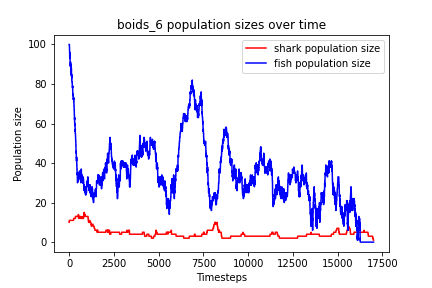 boids_6 population sizes over time
shark population size
fish population size
Population size
100
80
60
40
20
0
0 2500 5000 7500 10000 12500 15000 17500
Timesteps